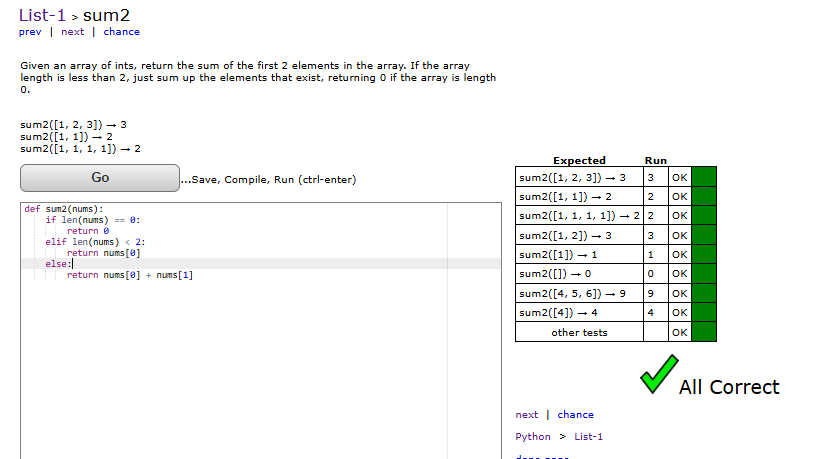 List-1 > sum2
prev | next | chance
Given an array of ints, return the sum of the first 2 elements in the array. If the array
length is less than 2, just sum up the elements that exist, returning 0 if the array is length
0.
sum2([1, 2, 3]) → 3
sum2([1, 1]) → 2
sum2([1, 1, 1, 1]) → 2
Go ...Save, Compile, Run (ctrl-enter)
def sum2(nums):
    if len(nums) == 0:
        return 0
    elif len(nums) < 2:
        return nums[0]
    else:
        return nums[0] + nums[1]
Expected Run
sum2([1, 2, 3]) → 3 3 OK
sum2([1, 1]) → 2 2 OK
sum2([1, 1, 1, 1]) → 2 2 OK
sum2([1, 2]) → 3 3 OK
sum2([1]) → 1 1 OK
sum2([]) → 0 0 OK
sum2([4, 5, 6]) → 9 9 OK
sum2([4]) → 4 4 OK
other tests OK
All Correct
next | chance
Python > List-1